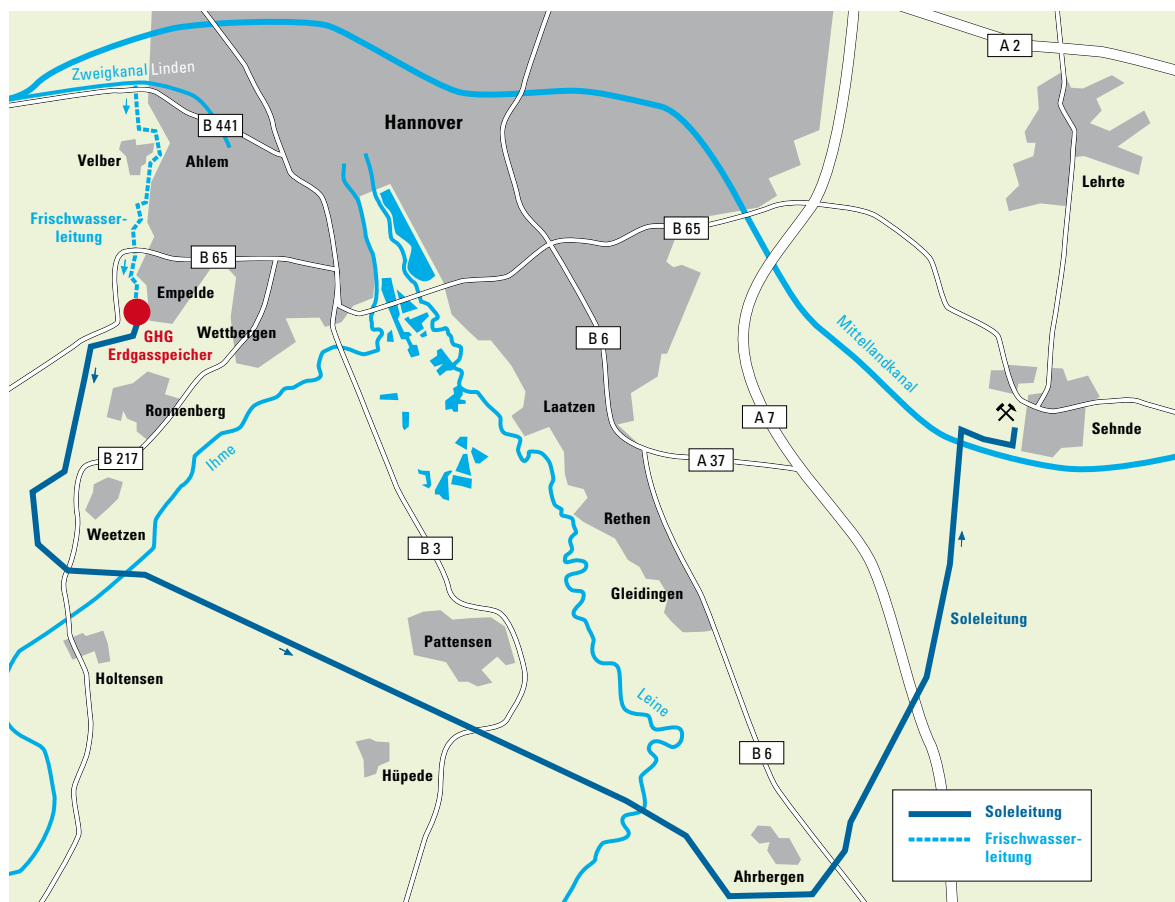 A 2
Zweigkanal Linden
Hannover
B 441
Velber
Ahlem
Lehrte
Frischwasser-
leitung
B 65
B 65
Empelde
GHG
Erdgasspeicher
Wettbergen
B 6
Mittellandkanal
Ronnenberg
Laatzen
A 7
Sehnde
Ihme
B 217
A 37
Weetzen
Rethen
B 3
Gleidingen
Soleleitung
Pattensen
Holtensen
Leine
B 6
Hüpede
Ahrbergen
Soleleitung
Frischwasser-
leitung